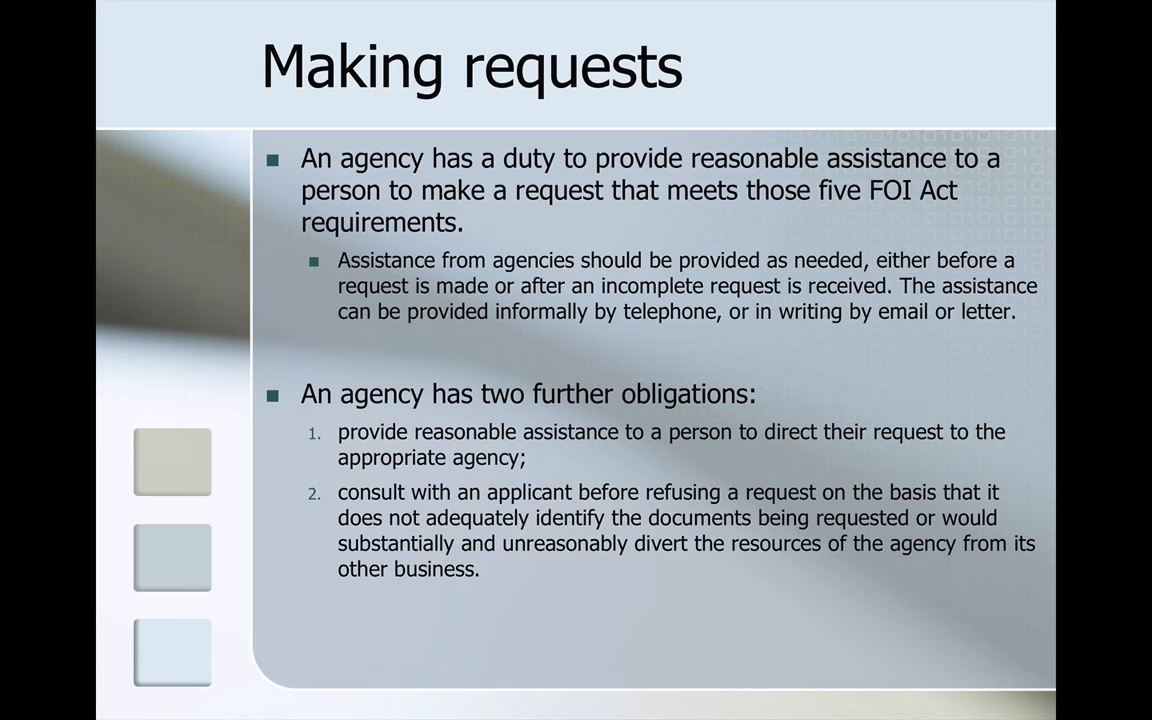 Making requests
An agency has a duty to provide reasonable assistance to a
person to make a request that meets those five FOI Act
requirements.
Assistance from agencies should be provided as needed, either before a
request is made or after an incomplete request is received. The assistance
can be provided informally by telephone, or in writing by email or letter.
An agency has two further obligations:
1. provide reasonable assistance to a person to direct their request to the
appropriate agency;
2. consult with an applicant before refusing a request on the basis that it
does not adequately identify the documents being requested or would
substantially and unreasonably divert the resources of the agency from its
other business.